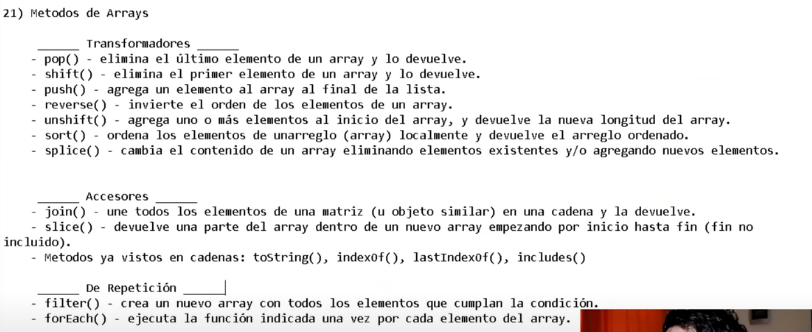 21) Metodos de Arrays
______ Transformadores ______
- pop() - elimina el último elemento de un array y lo devuelve.
- shift() - elimina el primer elemento de un array y lo devuelve.
- push() - agrega un elemento al array al final de la lista.
- reverse() - invierte el orden de los elementos de un array.
- unshift() - agrega uno o más elementos al inicio del array, y devuelve la nueva longitud del array.
- sort() - ordena los elementos de unarreglo (array) localmente y devuelve el arreglo ordenado.
- splice() - cambia el contenido de un array eliminando elementos existentes y/o agregando nuevos elementos.
______ Accesores ______
- join() - une todos los elementos de una matriz (u objeto similar) en una cadena y la devuelve.
- slice() - devuelve una parte del array dentro de un nuevo array empezando por inicio hasta fin (fin no
incluido).
- Metodos ya vistos en cadenas: toString(), indexOf(), lastIndexOf(), includes()
______ De Repetición ______
- filter() - crea un nuevo array con todos los elementos que cumplan la condición.
- forEach() - ejecuta la función indicada una vez por cada elemento del array.